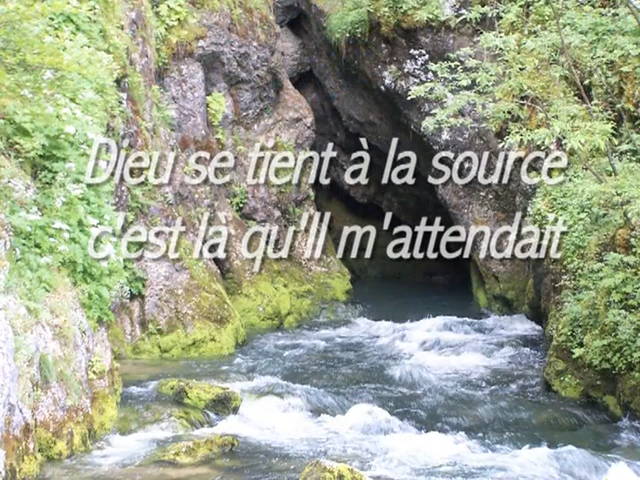 Dieu se tient à la source
c'est là qu'Il m'attendait